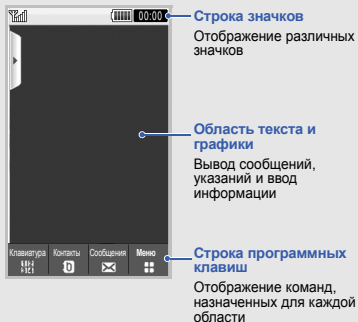 00:00
Строка значков
Отображение различных
значков
Область текста и
графики
Вывод сообщений,
указаний и ввод
информации
Клавиатура Контакты Сообщения Меню
Строка программных
клавиш
Отображение команд,
назначенных для каждой
области